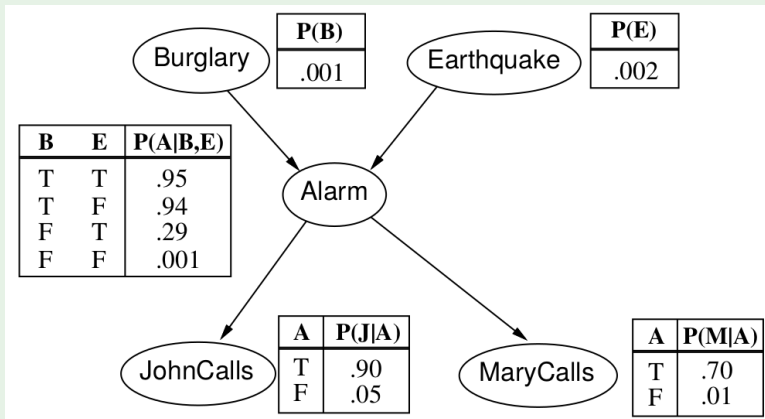 P(B)
Burglary
.001
P(E)
Earthquake
.002
B E P(A|B,E)
T T .95
T F .94
F T .29
F F .001
Alarm
JohnCalls
A P(J|A)
T .90
F .05
MaryCalls
A P(M|A)
T .70
F .01